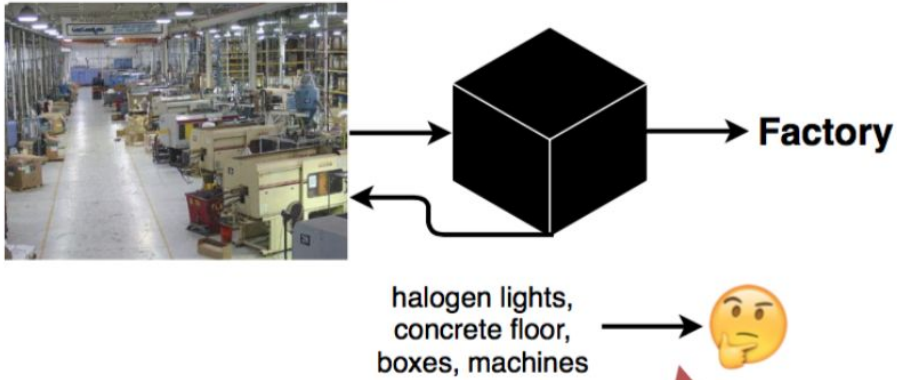 Factory
halogen lights,
concrete floor,
boxes, machines